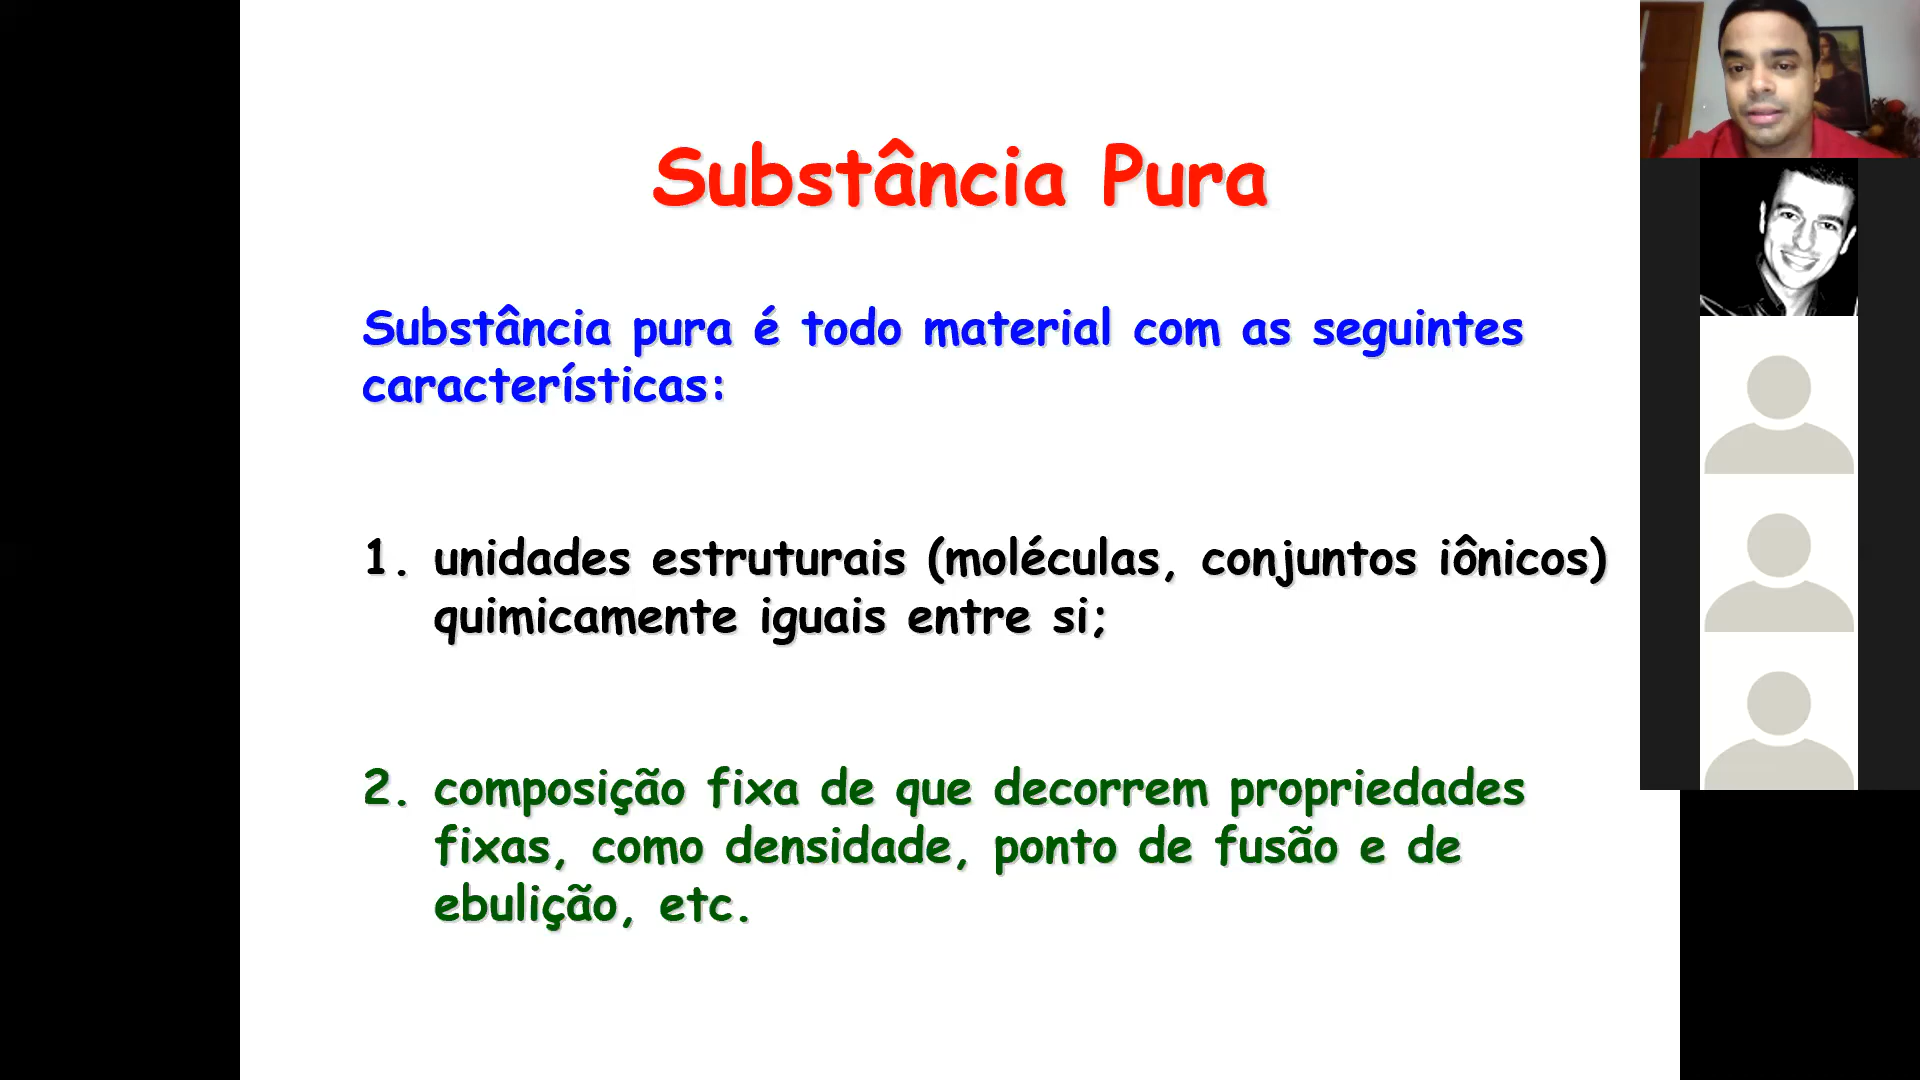 Substância Pura
Substância pura é todo material com as seguintes
características:
1. unidades estruturais (moléculas, conjuntos iônicos)
quimicamente iguais entre si;
2. composição fixa de que decorrem propriedades
fixas, como densidade, ponto de fusão e de
ebulição, etc.